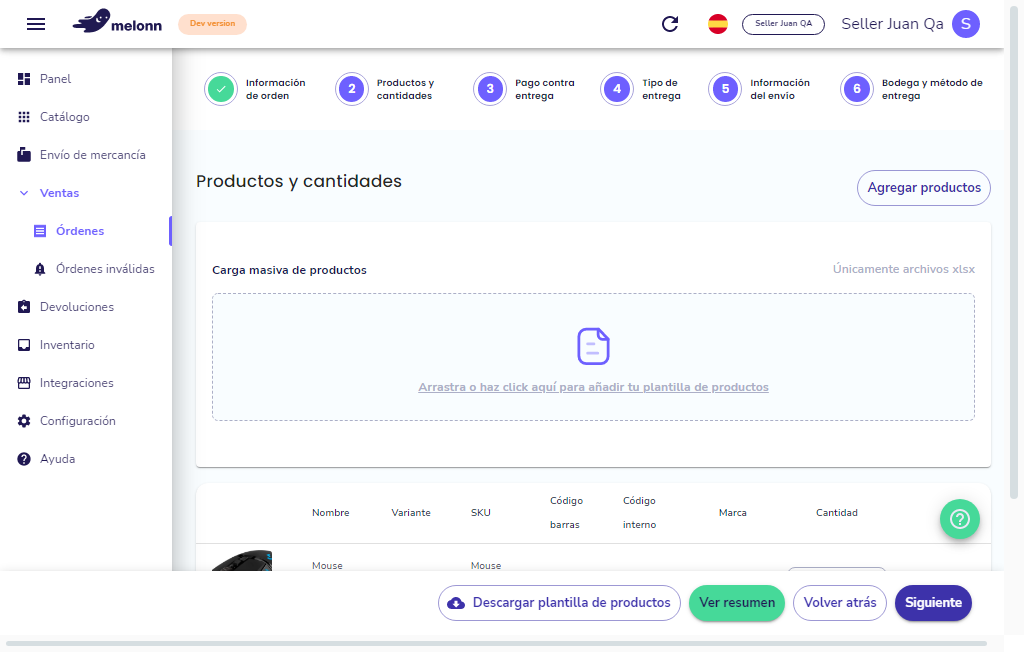 melonn
Dev version
Seller Juan QA
Seller Juan Qa
S
Panel
Catálogo
Envío de mercancía
Ventas
Órdenes
Órdenes inválidas
Devoluciones
Inventario
Integraciones
Configuración
Ayuda
Información
de orden
2
Productos y
cantidades
3
Pago contra
entrega
4
Tipo de
entrega
5
Información
del envío
6
Bodega y método de
entrega
Productos y cantidades
Agregar productos
Carga masiva de productos
Únicamente archivos xlsx
Arrastra o haz click aquí para añadir tu plantilla de productos
Nombre
Variante
SKU
Código
barras
Código
interno
Marca
Cantidad
Mouse
Mouse
Descargar plantilla de productos
Ver resumen
Volver atrás
Siguiente